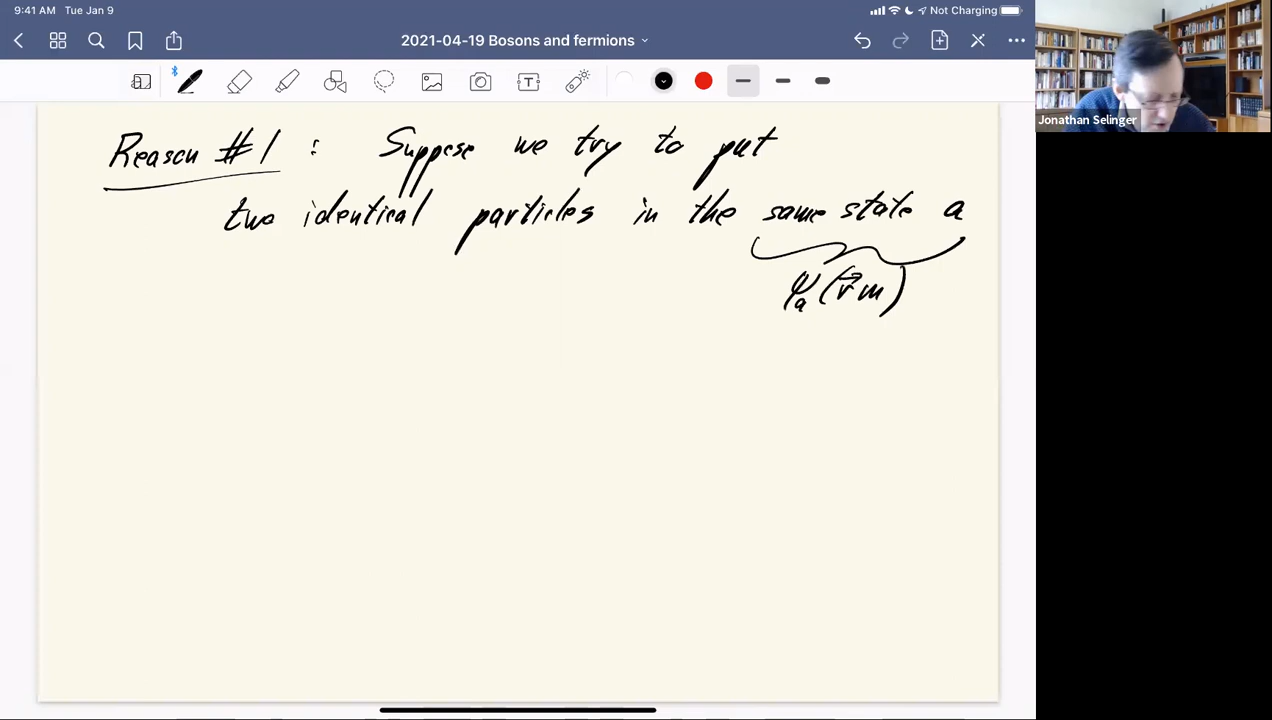 9:41 AM Tue Jan 9
Not Charging
2021-04-19 Bosons and fermions
T
Jonathan Selinger
Reason #1 : Suppose we try to put
two identical particles in the same state a
ψₐ(r⃗ m)